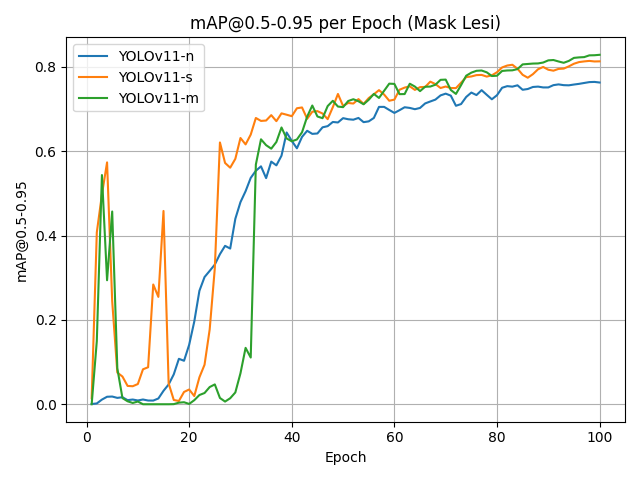 mAP@0.5-0.95 per Epoch (Mask Lesi)
YOLOv11-n
YOLOv11-s
YOLOv11-m
mAP@0.5-0.95
0.8
0.6
0.4
0.2
0.0
0 20 40 60 80 100
Epoch